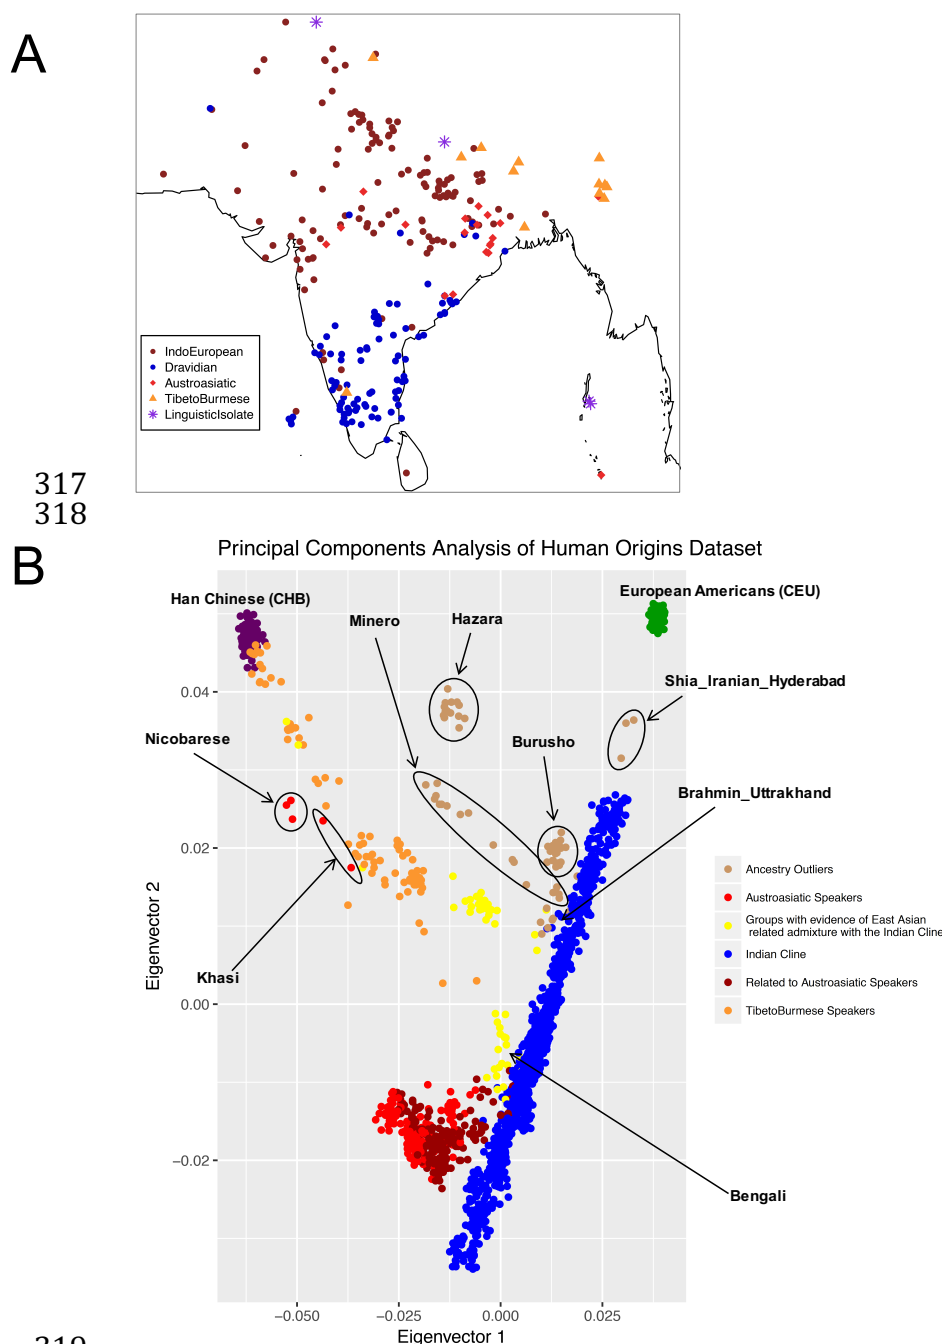 A
IndoEuropean
Dravidian
Austroasiatic
TibetoBurmese
LinguisticIsolate
317
318
B
Principal Components Analysis of Human Origins Dataset
Han Chinese (CHB)
European Americans (CEU)
Minero
Hazara
Shia_Iranian_Hyderabad
Nicobarese
Burusho
Brahmin_Uttrakhand
Khasi
Bengali
0.04
0.02
0.00
−0.02
Eigenvector 2
Ancestry Outliers
Austroasiatic Speakers
Groups with evidence of East Asian
related admixture with the Indian Cline
Indian Cline
Related to Austroasiatic Speakers
TibetoBurmese Speakers
−0.050
−0.025
0.000
0.025
Eigenvector 1